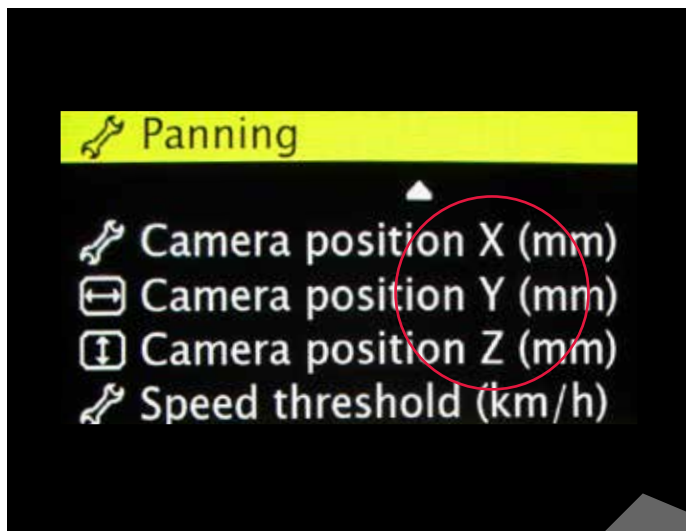 Panning
Camera position X (mm)
Camera position Y (mm)
Camera position Z (mm)
Speed threshold (km/h)